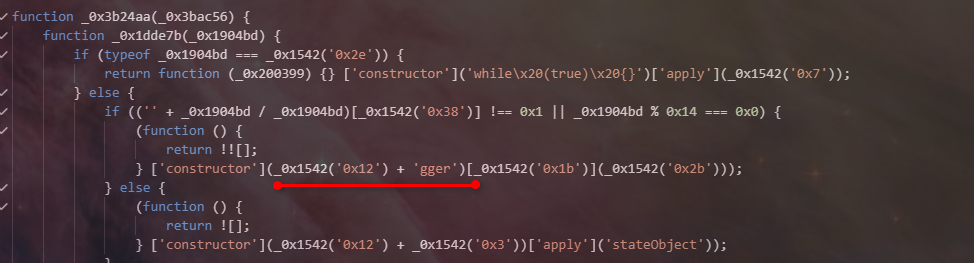 function _0x3b24aa(_0x3bac56) {
function _0x1dde7b(_0x1904bd) {
if (typeof _0x1904bd === _0x1542('0x2e')) {
return function (_0x200399) {} ['constructor']('while\x20(true)\x20{}')['apply'](_0x1542('0x7'));
} else {
if (('' + _0x1904bd / _0x1904bd)[_0x1542('0x38')] !== 0x1 || _0x1904bd % 0x14 === 0x0) {
(function () {
return !![];
} ['constructor'](_0x1542('0x12') + 'gger')[_0x1542('0x1b')](_0x1542('0x2b')));
} else {
(function () {
return ![];
} ['constructor'](_0x1542('0x12') + _0x1542('0x3'))['apply']('stateObject'));
}